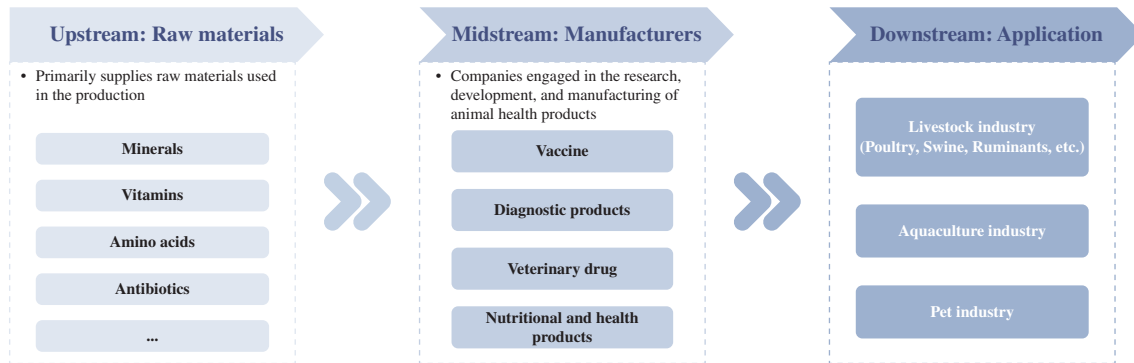 Upstream: Raw materials
• Primarily supplies raw materials used
in the production
Minerals
Vitamins
Amino acids
Antibiotics
...
Midstream: Manufacturers
• Companies engaged in the research,
development, and manufacturing of
animal health products
Vaccine
Diagnostic products
Veterinary drug
Nutritional and health
products
Downstream: Application
Livestock industry
(Poultry, Swine, Ruminants, etc.)
Aquaculture industry
Pet industry